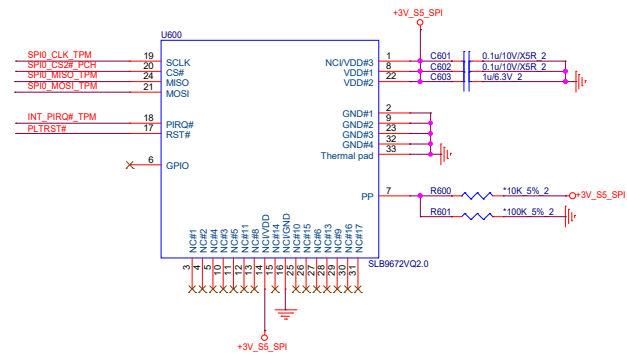 +3V_S5_SPI
U600
SPI0_CLK_TPM 19 SCLK
SPI0_CS2#_PCH 20 CS#
SPI0_MISO_TPM 24 MISO
SPI0_MOSI_TPM 21 MOSI
INT_PIRQ#_TPM 18 PIRQ#
PLTRST# 17 RST#
6 GPIO
NCI/VDD#3 1 C601 0.1u/10V/X5R_2
VDD#1 8 C602 0.1u/10V/X5R_2
VDD#2 22 C603 1u/6.3V_2
GND#1 2
GND#2 9
GND#3 23
GND#4 32
Thermal pad 33
PP 7 R600 *10K_5%_2 +3V_S5_SPI
R601 *100K_5%_2
NC#1 NC#2 NC#4 NC#3 NC#5 NC#11 NC#8 NCI/VDD NC#14 NCI/GND NC#10 NC#15 NC#6 NC#13 NC#9 NC#16 NC#17
SLB9672VQ2.0
3 4 5 10 11 12 13 14 15 16 25 26 27 28 29 30 31
+3V_S5_SPI